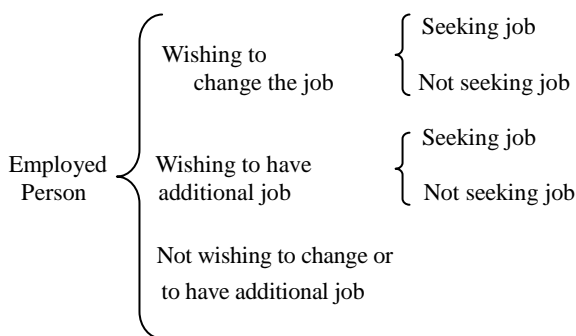 Seeking job
Wishing to
change the job
Not seeking job
Seeking job
Employed
Person
Wishing to have
additional job
Not seeking job
Not wishing to change or
to have additional job